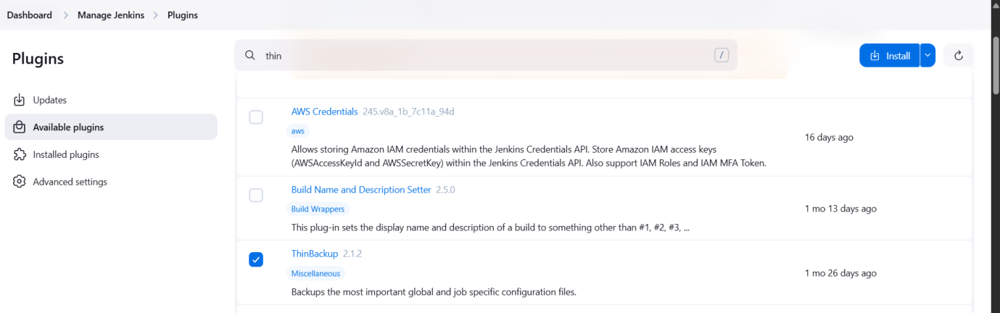 Dashboard > Manage Jenkins > Plugins
Plugins
thin
/
Install
Updates
Available plugins
Installed plugins
Advanced settings
AWS Credentials 245.v8a_1b_7c11a_94d
aws
Allows storing Amazon IAM credentials within the Jenkins Credentials API. Store Amazon IAM access keys
(AWSAccessKeyId and AWSSecretKey) within the Jenkins Credentials API. Also support IAM Roles and IAM MFA Token.
16 days ago
Build Name and Description Setter 2.5.0
Build Wrappers
This plug-in sets the display name and description of a build to something other than #1, #2, #3, ...
1 mo 13 days ago
ThinBackup 2.1.2
Miscellaneous
Backups the most important global and job specific configuration files.
1 mo 26 days ago